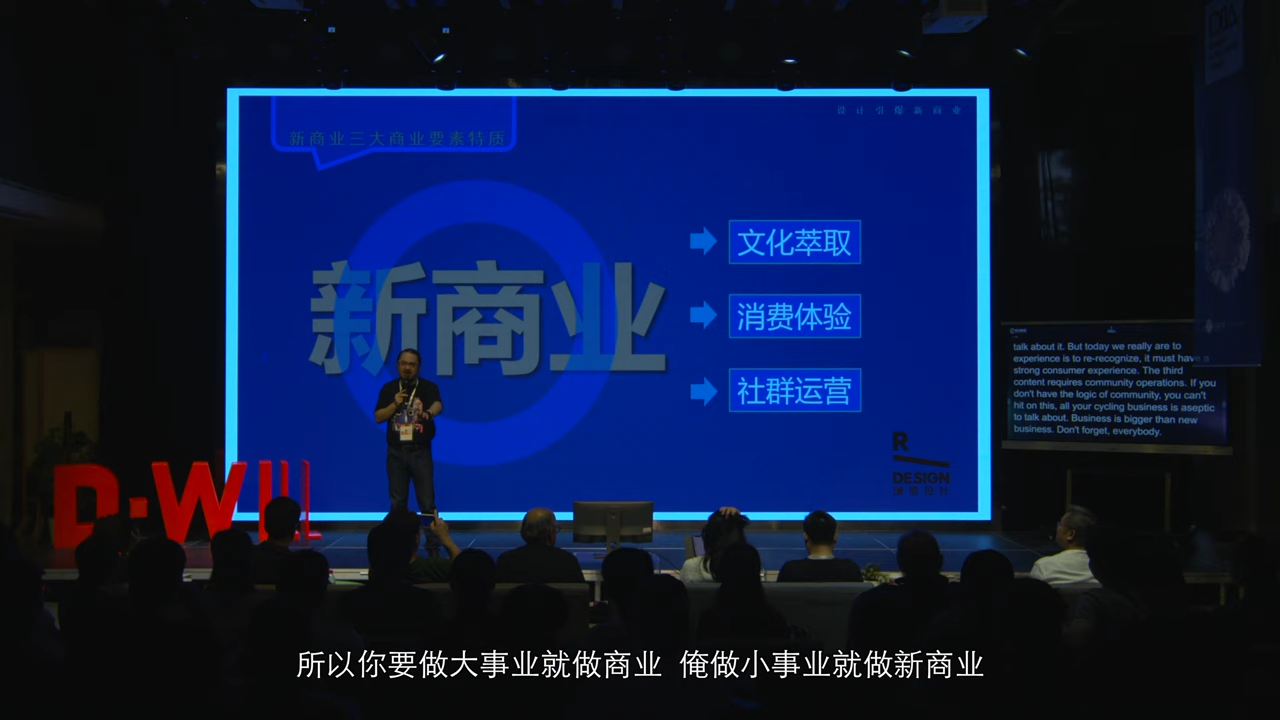 设计引爆新商业
新商业三大商业要素特质
新商业
文化萃取
消费体验
社群运营
R
DESIGN
talk about it. But today we really are to
experience is to re-recognize, it must have a
strong consumer experience. The third
content requires community operations. If you
don't have the logic of community, you can't
hit on this, all your cycling business is aseptic
to talk about. Business is bigger than new
business. Don't forget, everybody.
D·WILL
所以你要做大事业就做商业 俺做小事业就做新商业